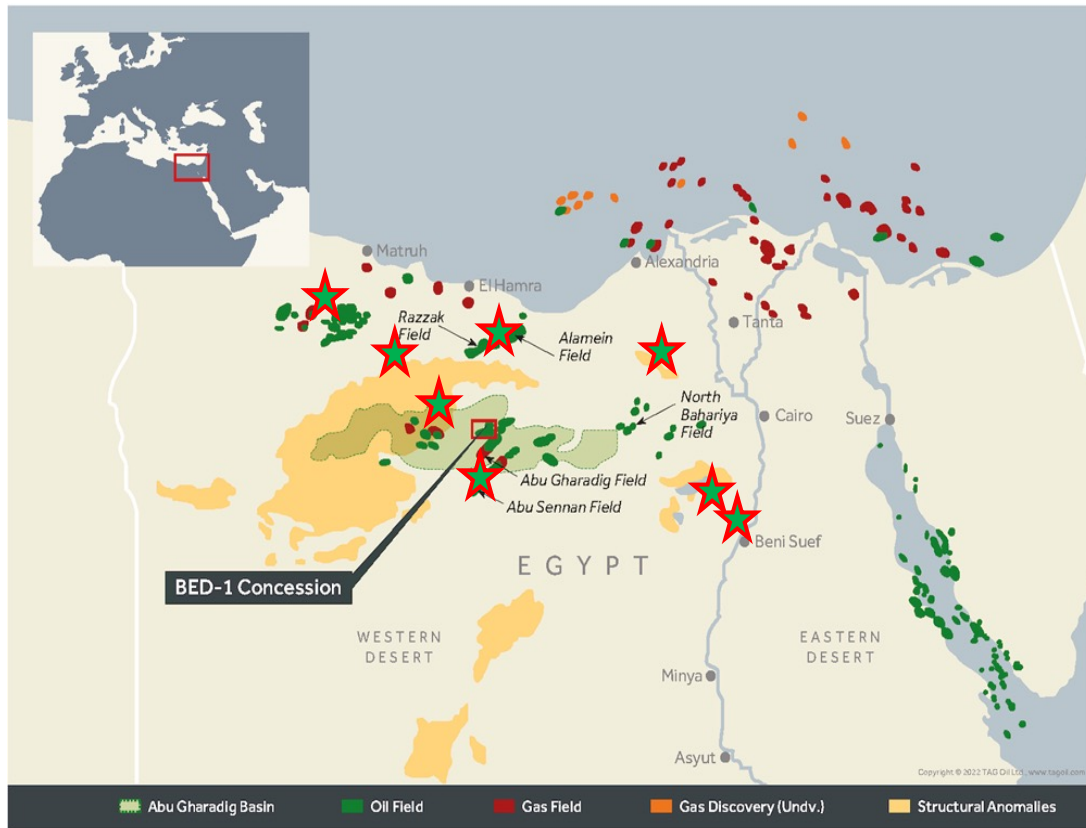 Matruh
Alexandria
El Hamra
Razzak
Field
Alamein
Field
Tanta
North
Bahariya
Field
Cairo
Suez
Abu Gharadig Field
Abu Sennan Field
Beni Suef
EGYPT
BED-1 Concession
WESTERN
DESERT
EASTERN
DESERT
Minya
Asyut
Copyright © 2022 TAG Oil Ltd., www.tagoil.com
Abu Gharadig Basin
Oil Field
Gas Field
Gas Discovery (Undv.)
Structural Anomalies